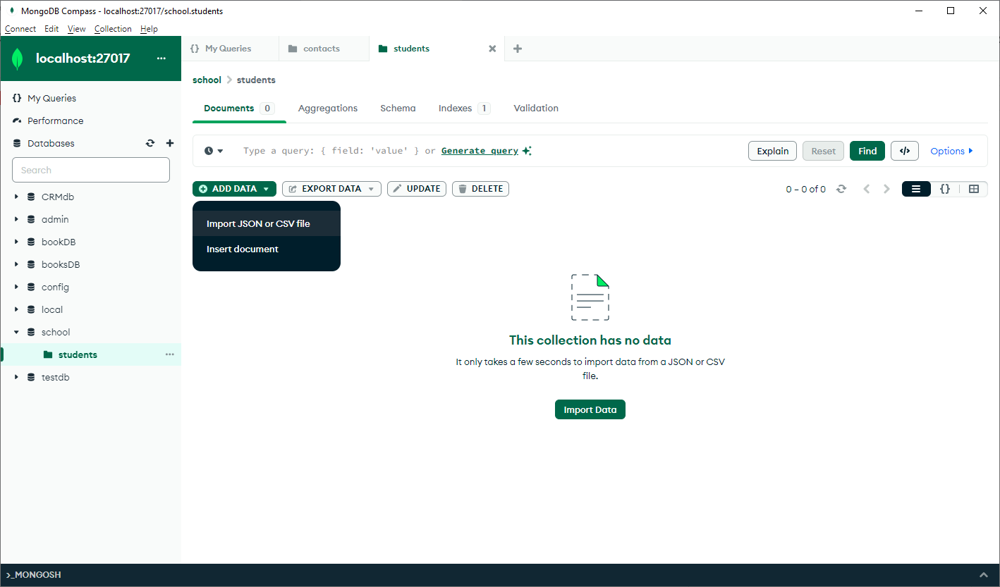 MongoDB Compass - localhost:27017/school.students
Connect Edit View Collection Help
localhost:27017
My Queries
Performance
Databases
Search
CRMdb
admin
bookDB
booksDB
config
local
school
students
testdb
{} My Queries contacts students
school > students
Documents 0 Aggregations Schema Indexes 1 Validation
Type a query: { field: 'value' } or Generate query
Explain Reset Find </> Options
ADD DATA EXPORT DATA UPDATE DELETE 0 – 0 of 0 {}
Import JSON or CSV file
Insert document
This collection has no data
It only takes a few seconds to import data from a JSON or CSV
file.
Import Data
>_MONGOSH